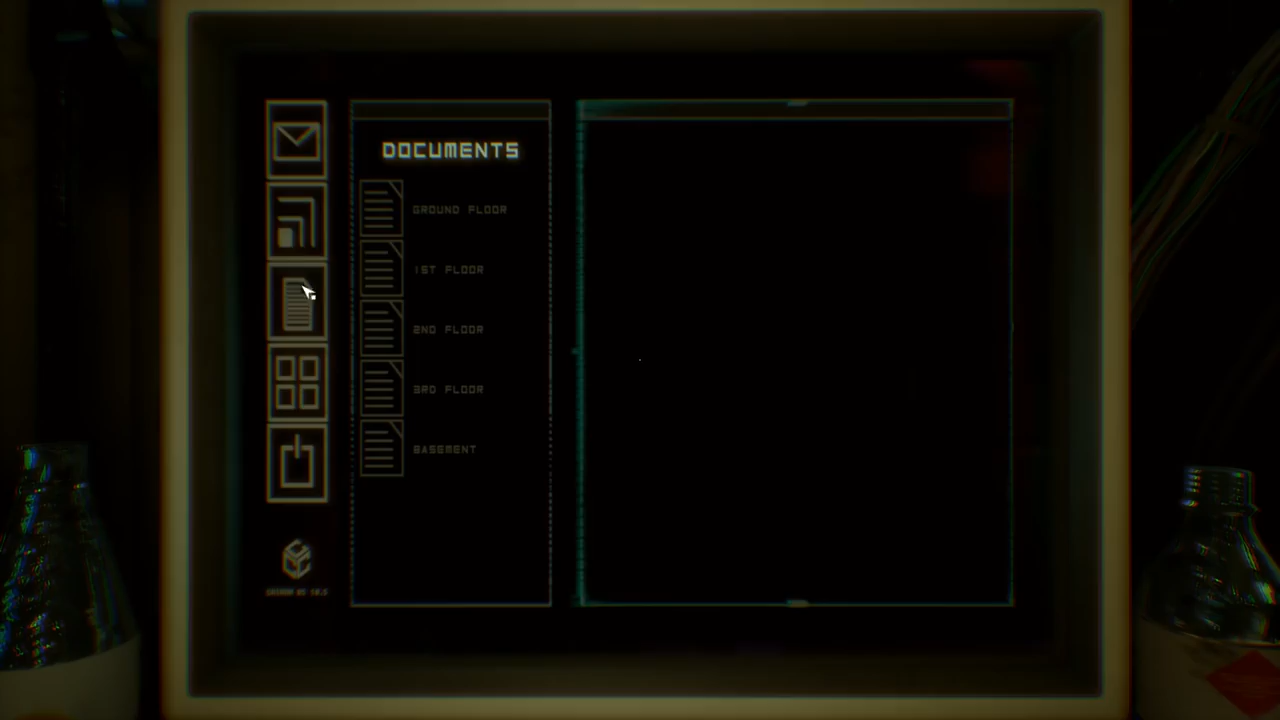 DOCUMENTS
GROUND FLOOR
1ST FLOOR
2ND FLOOR
3RD FLOOR
BASEMENT